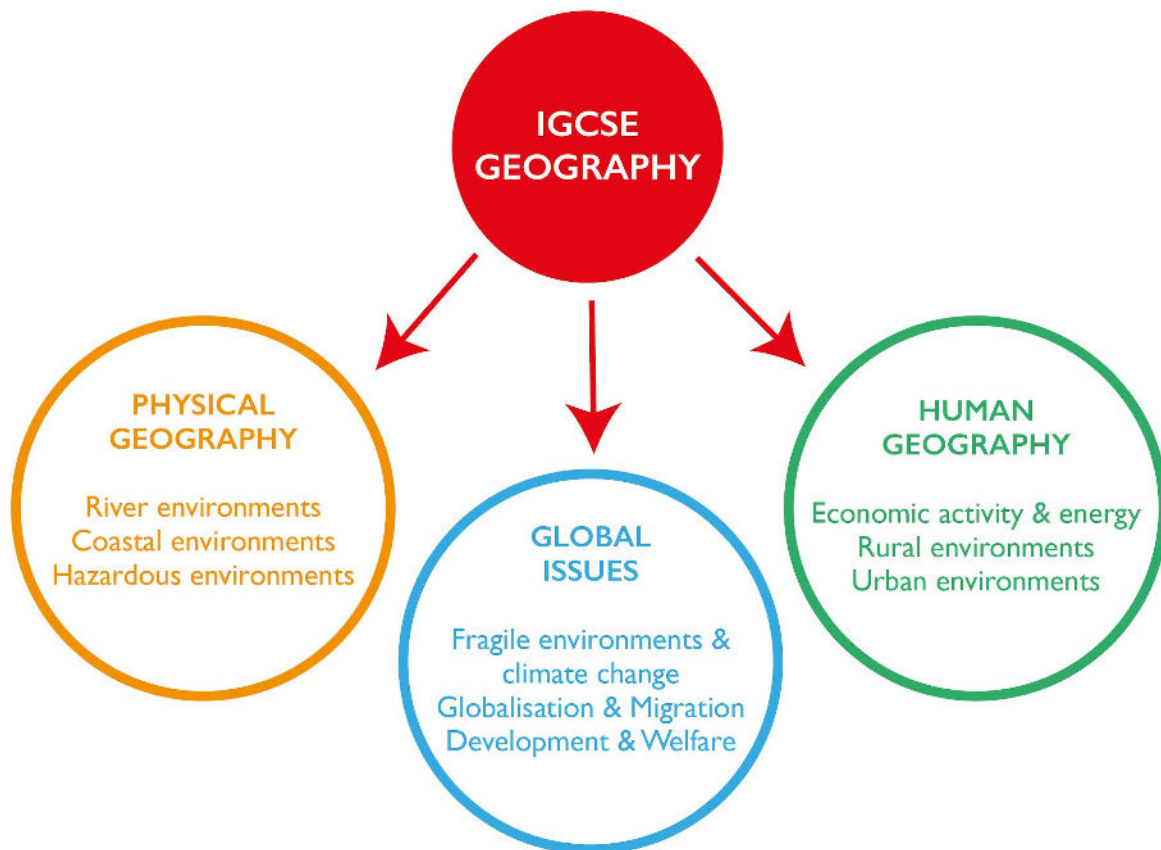 IGCSE
GEOGRAPHY
PHYSICAL
GEOGRAPHY
River environments
Coastal environments
Hazardous environments
GLOBAL
ISSUES
Fragile environments &
climate change
Globalisation & Migration
Development & Welfare
HUMAN
GEOGRAPHY
Economic activity & energy
Rural environments
Urban environments